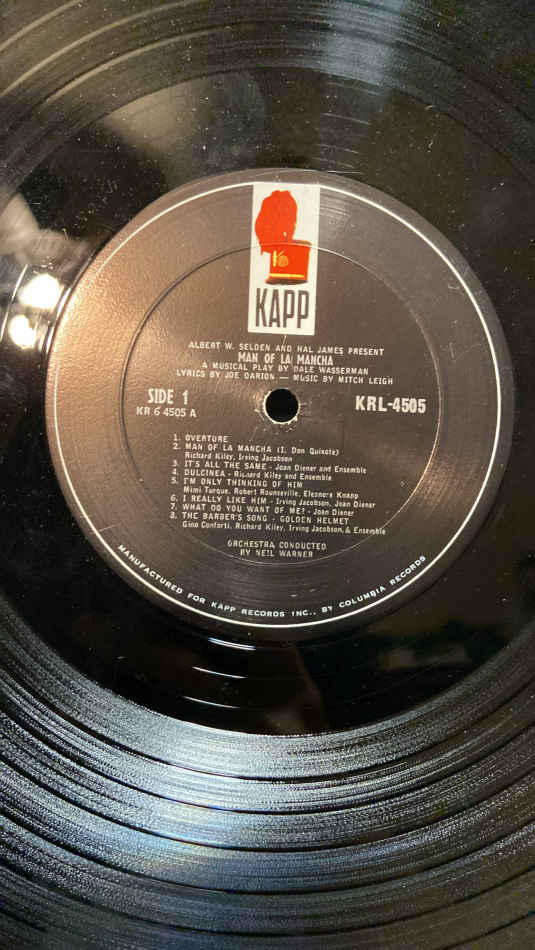 K
KAPP
ALBERT W. SELDEN AND HAL JAMES PRESENT
MAN OF LA MANCHA
A MUSICAL PLAY BY DALE WASSERMAN
LYRICS BY JOE DARION — MUSIC BY MITCH LEIGH
SIDE 1
KRL-4505
KR 6 4505 A
1. OVERTURE
2. MAN OF LA MANCHA (I, Don Quixote)
Richard Kiley, Irving Jacobson
3. IT'S ALL THE SAME - Joan Diener and Ensemble
4. DULCINEA - Richard Kiley and Ensemble
5. I'M ONLY THINKING OF HIM
Mimi Turque, Robert Rounseville, Eleanore Knapp
6. I REALLY LIKE HIM - Irving Jacobson, Joan Diener
7. WHAT DO YOU WANT OF ME? - Joan Diener
8. THE BARBER'S SONG - GOLDEN HELMET
Gino Conforti, Richard Kiley, Irving Jacobson, & Ensemble
ORCHESTRA CONDUCTED
BY NEIL WARNER
MANUFACTURED FOR KAPP RECORDS INC., BY COLUMBIA RECORDS